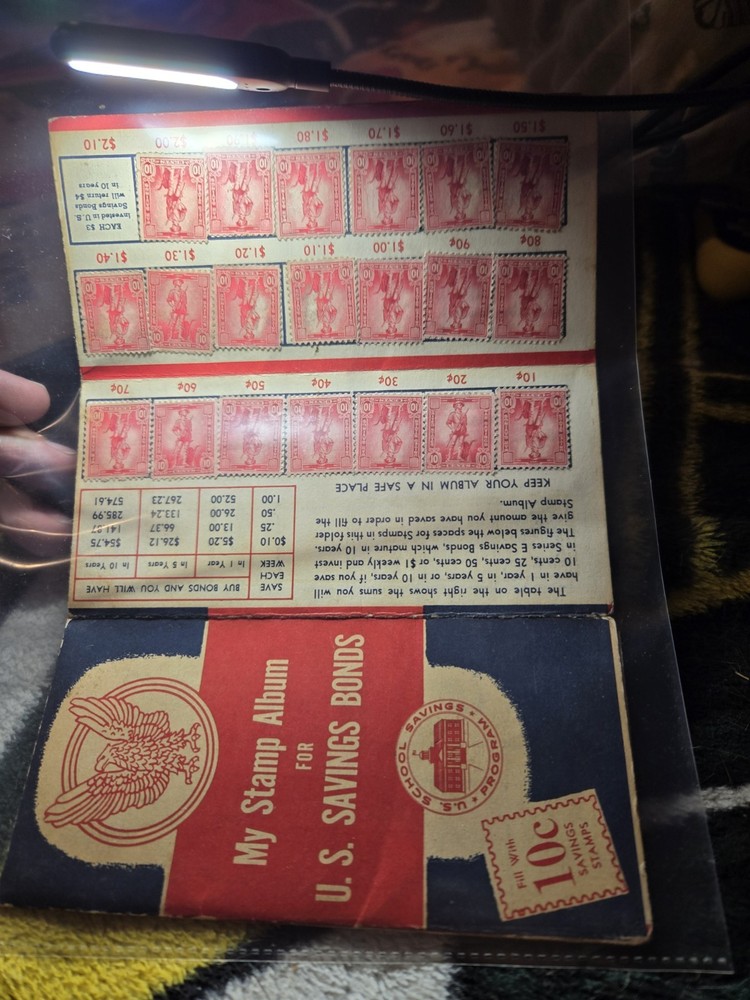 My Stamp Album
FOR
U. S. SAVINGS BONDS
U.S. SCHOOL SAVINGS PROGRAM
Fill With
10c
SAVINGS
STAMPS
The table on the right shows the sums you will
have in 1 year, in 5 years, or in 10 years, if you save
10 cents, 25 cents, 50 cents, or $1 weekly and invest
in Series E Savings Bonds, which mature in 10 years.
The figures below the spaces for Stamps in this folder
give the amount you have saved in order to fill the
Stamp Album.
KEEP YOUR ALBUM IN A SAFE PLACE
SAVE EACH WEEK BUY BONDS AND YOU WILL HAVE
In 1 Year In 5 Years In 10 Years
$0.10 $5.20 $26.12 $54.75
.25 13.00 66.37
.50 26.00 133.24 285.99
1.00 52.00 267.23 574.61
10¢ 20¢ 30¢ 40¢ 50¢ 60¢ 70¢
80¢ 90¢ $1.00 $1.10 $1.20 $1.30 $1.40
EACH $3
invested in U.S.
Savings Bonds
will return $4
in 10 years
$1.50 $1.60 $1.70 $1.80 $1.90 $2.00 $2.10